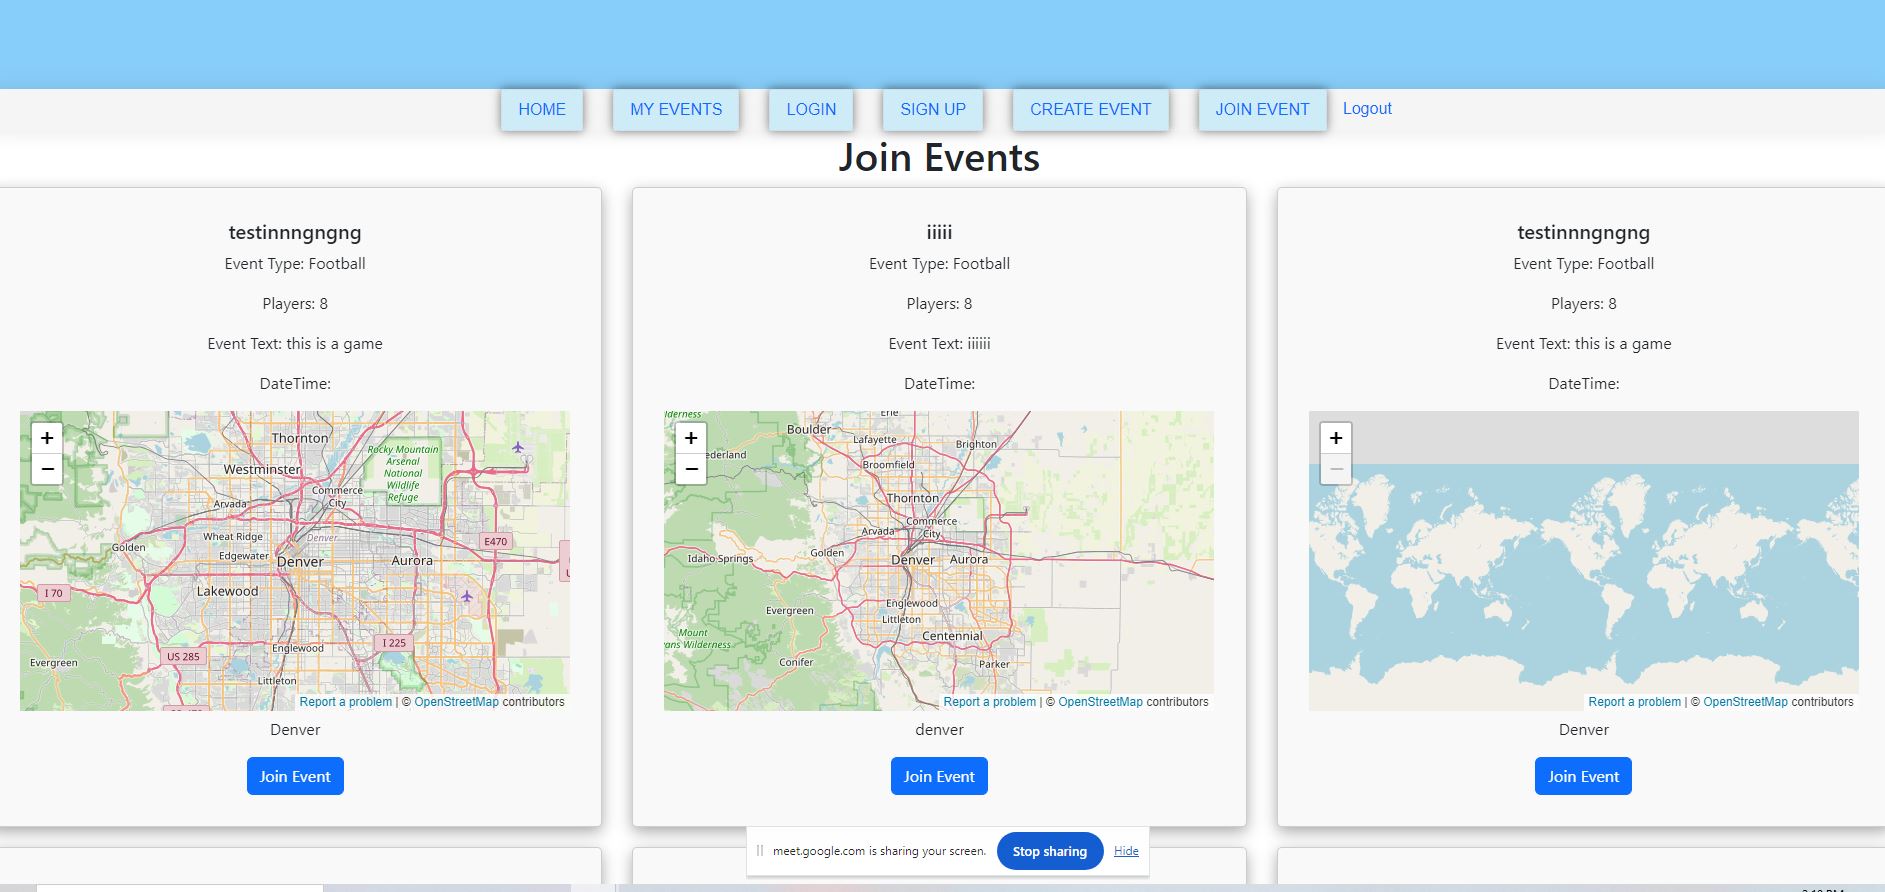 HOME MY EVENTS LOGIN SIGN UP CREATE EVENT JOIN EVENT Logout
Join Events
testinnngngng
Event Type: Football
Players: 8
Event Text: this is a game
DateTime:
+
−
Thornton
Rocky Mountain
Arsenal
National
Wildlife
Refuge
Westminster
Commerce
City
Arvada
Wheat Ridge
Denver
Golden
Edgewater
E470
Denver
Aurora
I 70
Lakewood
I 225
Englewood
US 285
Evergreen
Littleton
Report a problem | © OpenStreetMap contributors
Denver
Join Event
iiiii
Event Type: Football
Players: 8
Event Text: iiiiii
DateTime:
+
−
Erie
Boulder
Lafayette
Brighton
Broomfield
Thornton
Commerce
City
Arvada
Golden
Idaho Springs
Denver
Aurora
Englewood
Evergreen
Littleton
Centennial
Mount
Conifer
Parker
Report a problem | © OpenStreetMap contributors
denver
Join Event
testinnngngng
Event Type: Football
Players: 8
Event Text: this is a game
DateTime:
+
−
Report a problem | © OpenStreetMap contributors
Denver
Join Event
meet.google.com is sharing your screen. Stop sharing Hide